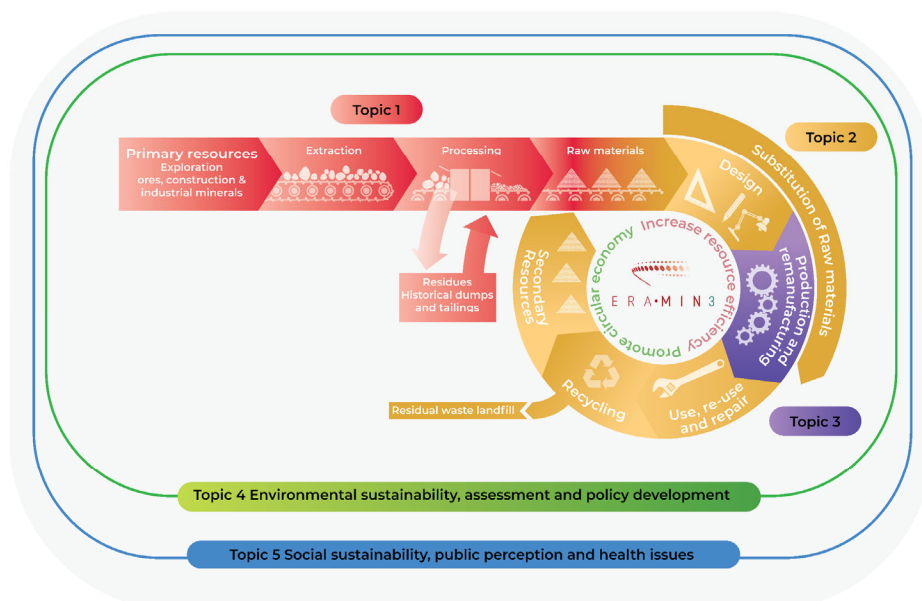 Topic 1
Topic 2
Primary resources
Exploration
ores, construction &
industrial minerals
Extraction
Processing
Raw materials
Design
Substitution of Raw materials
Production and
remanufacturing
Use, re-use
and repair
Recycling
Secondary
Resources
Increase resource efficiency
Promote circular economy
ERA•MIN3
Residues
Historical dumps
and tailings
Residual waste landfill
Topic 3
Topic 4 Environmental sustainability, assessment and policy development
Topic 5 Social sustainability, public perception and health issues